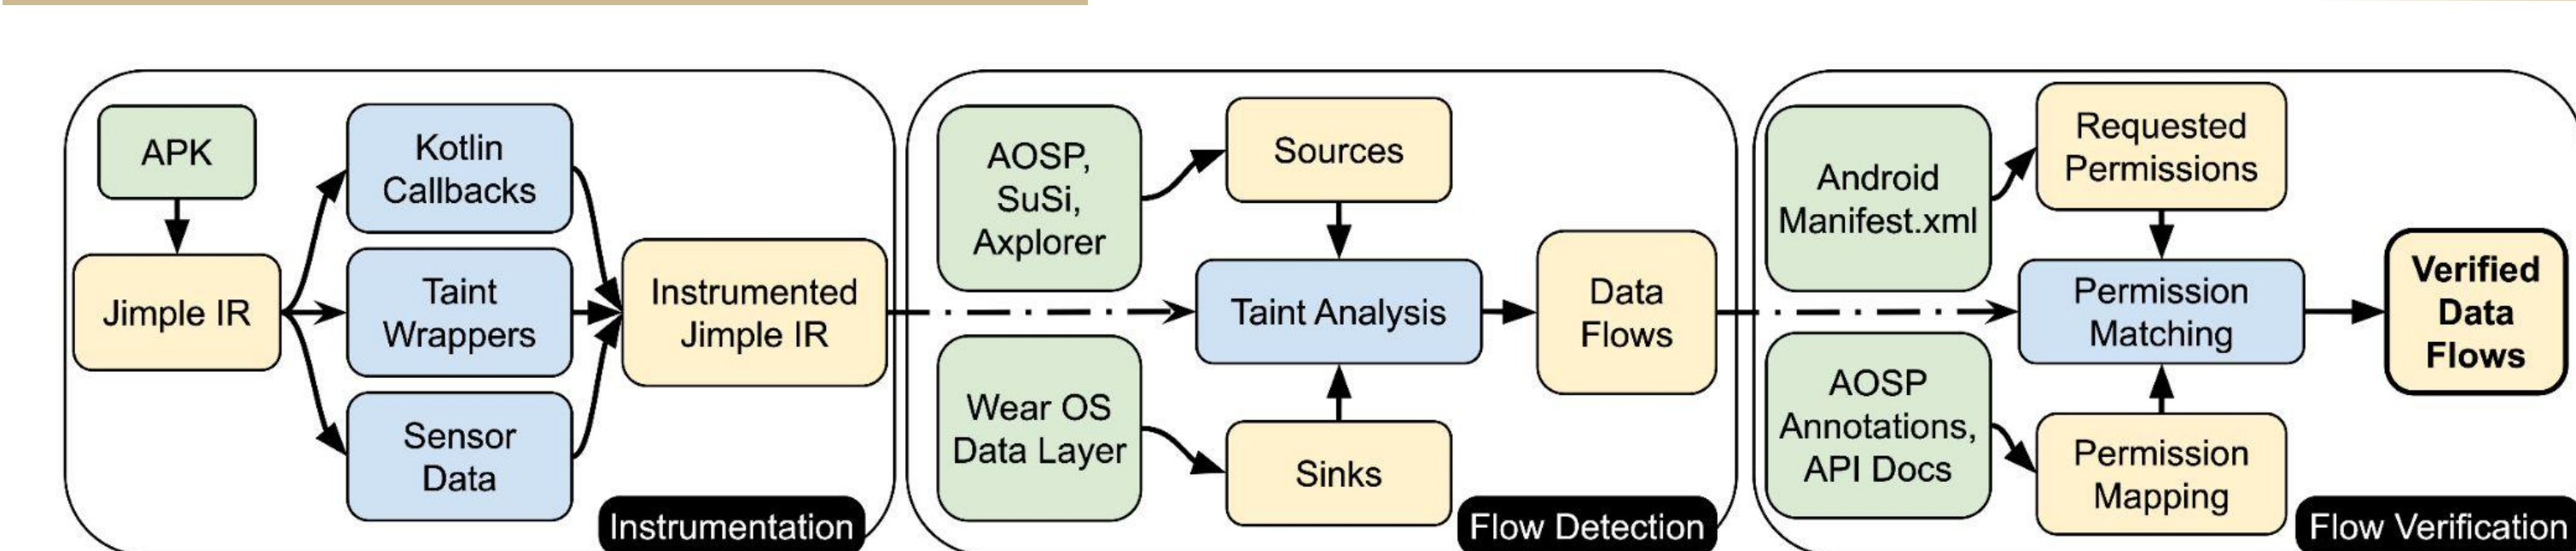 APK
Jimple IR
Kotlin
Callbacks
Taint
Wrappers
Sensor
Data
Instrumented
Jimple IR
Instrumentation
AOSP,
SuSi,
Axplorer
Wear OS
Data Layer
Sources
Taint Analysis
Sinks
Data
Flows
Flow Detection
Android
Manifest.xml
AOSP
Annotations,
API Docs
Requested
Permissions
Permission
Matching
Permission
Mapping
Verified
Data
Flows
Flow Verification